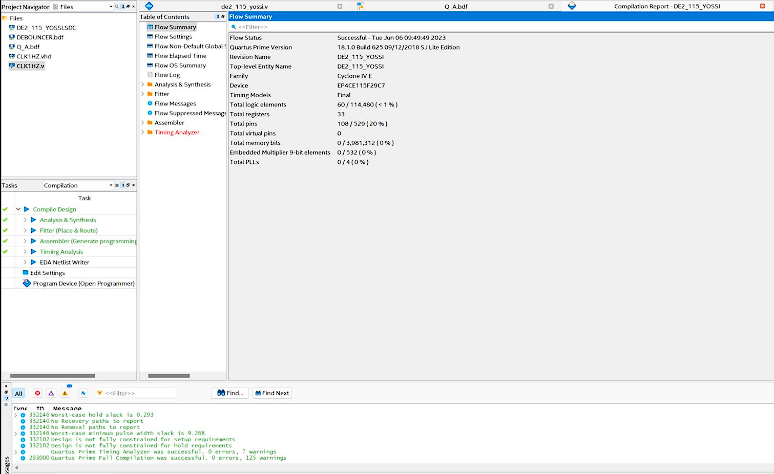 Project Navigator Files
Files
DE2_115_YOSSI.SDC
DEBOUNCER.bdf
Q_A.bdf
CLK1HZ.vhd
CLK1HZ.v
Tasks Compilation
Task
Compile Design
Analysis & Synthesis
Fitter (Place & Route)
Assembler (Generate programming
Timing Analysis
EDA Netlist Writer
Edit Settings
Program Device (Open Programmer)
de2_115_yossi.v
Q_A.bdf
Compilation Report - DE2_115_YOSSI
Table of Contents
Flow Summary
Flow Settings
Flow Non-Default Global S
Flow Elapsed Time
Flow OS Summary
Flow Log
Analysis & Synthesis
Fitter
Flow Messages
Flow Suppressed Message
Assembler
Timing Analyzer
Flow Summary
<<Filter>>
Flow Status Successful - Tue Jun 06 09:49:49 2023
Quartus Prime Version 18.1.0 Build 625 09/12/2018 SJ Lite Edition
Revision Name DE2_115_YOSSI
Top-level Entity Name DE2_115_YOSSI
Family Cyclone IV E
Device EP4CE115F29C7
Timing Models Final
Total logic elements 60 / 114,480 ( < 1 % )
Total registers 33
Total pins 108 / 529 ( 20 % )
Total virtual pins 0
Total memory bits 0 / 3,981,312 ( 0 % )
Embedded Multiplier 9-bit elements 0 / 532 ( 0 % )
Total PLLs 0 / 4 ( 0 % )
All <<Filter>> Find... Find Next
Type ID Message
332146 Worst-case hold slack is 0.293
332140 No Recovery paths to report
332140 No Removal paths to report
332146 Worst-case minimum pulse width slack is 9.208
332102 Design is not fully constrained for setup requirements
332102 Design is not fully constrained for hold requirements
Quartus Prime Timing Analyzer was successful. 0 errors, 7 warnings
293000 Quartus Prime Full Compilation was successful. 0 errors, 125 warnings